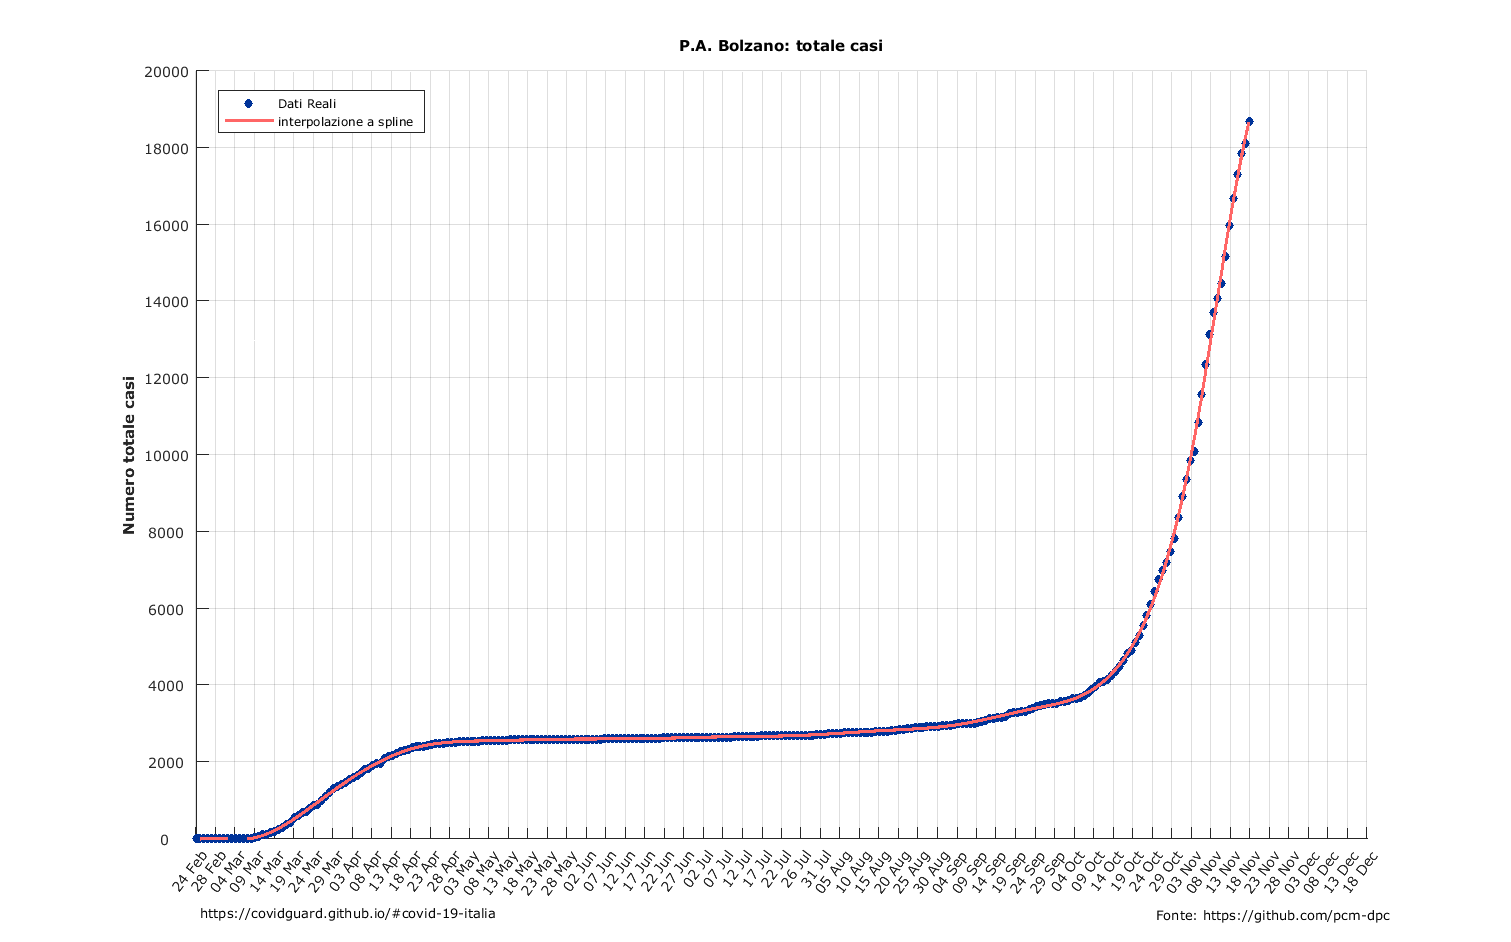 P.A. Bolzano: totale casi
Dati Reali
interpolazione a spline
Numero totale casi
20000
18000
16000
14000
12000
10000
8000
6000
4000
2000
0
24 Feb
28 Feb
04 Mar
09 Mar
14 Mar
19 Mar
24 Mar
29 Mar
03 Apr
08 Apr
13 Apr
18 Apr
23 Apr
28 Apr
03 May
08 May
13 May
18 May
23 May
28 May
02 Jun
07 Jun
12 Jun
17 Jun
22 Jun
27 Jun
02 Jul
07 Jul
12 Jul
17 Jul
22 Jul
26 Jul
31 Jul
05 Aug
10 Aug
15 Aug
20 Aug
25 Aug
30 Aug
04 Sep
09 Sep
14 Sep
19 Sep
24 Sep
29 Sep
04 Oct
09 Oct
14 Oct
19 Oct
24 Oct
29 Oct
03 Nov
08 Nov
13 Nov
18 Nov
23 Nov
28 Nov
03 Dec
08 Dec
13 Dec
18 Dec
https://covidguard.github.io/#covid-19-italia
Fonte: https://github.com/pcm-dpc